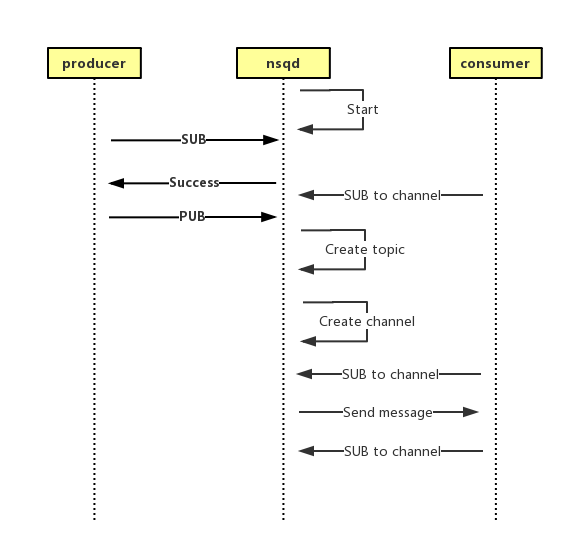 producer
nsqd
consumer
Start
SUB
Success
SUB to channel
PUB
Create topic
Create channel
SUB to channel
Send message
SUB to channel